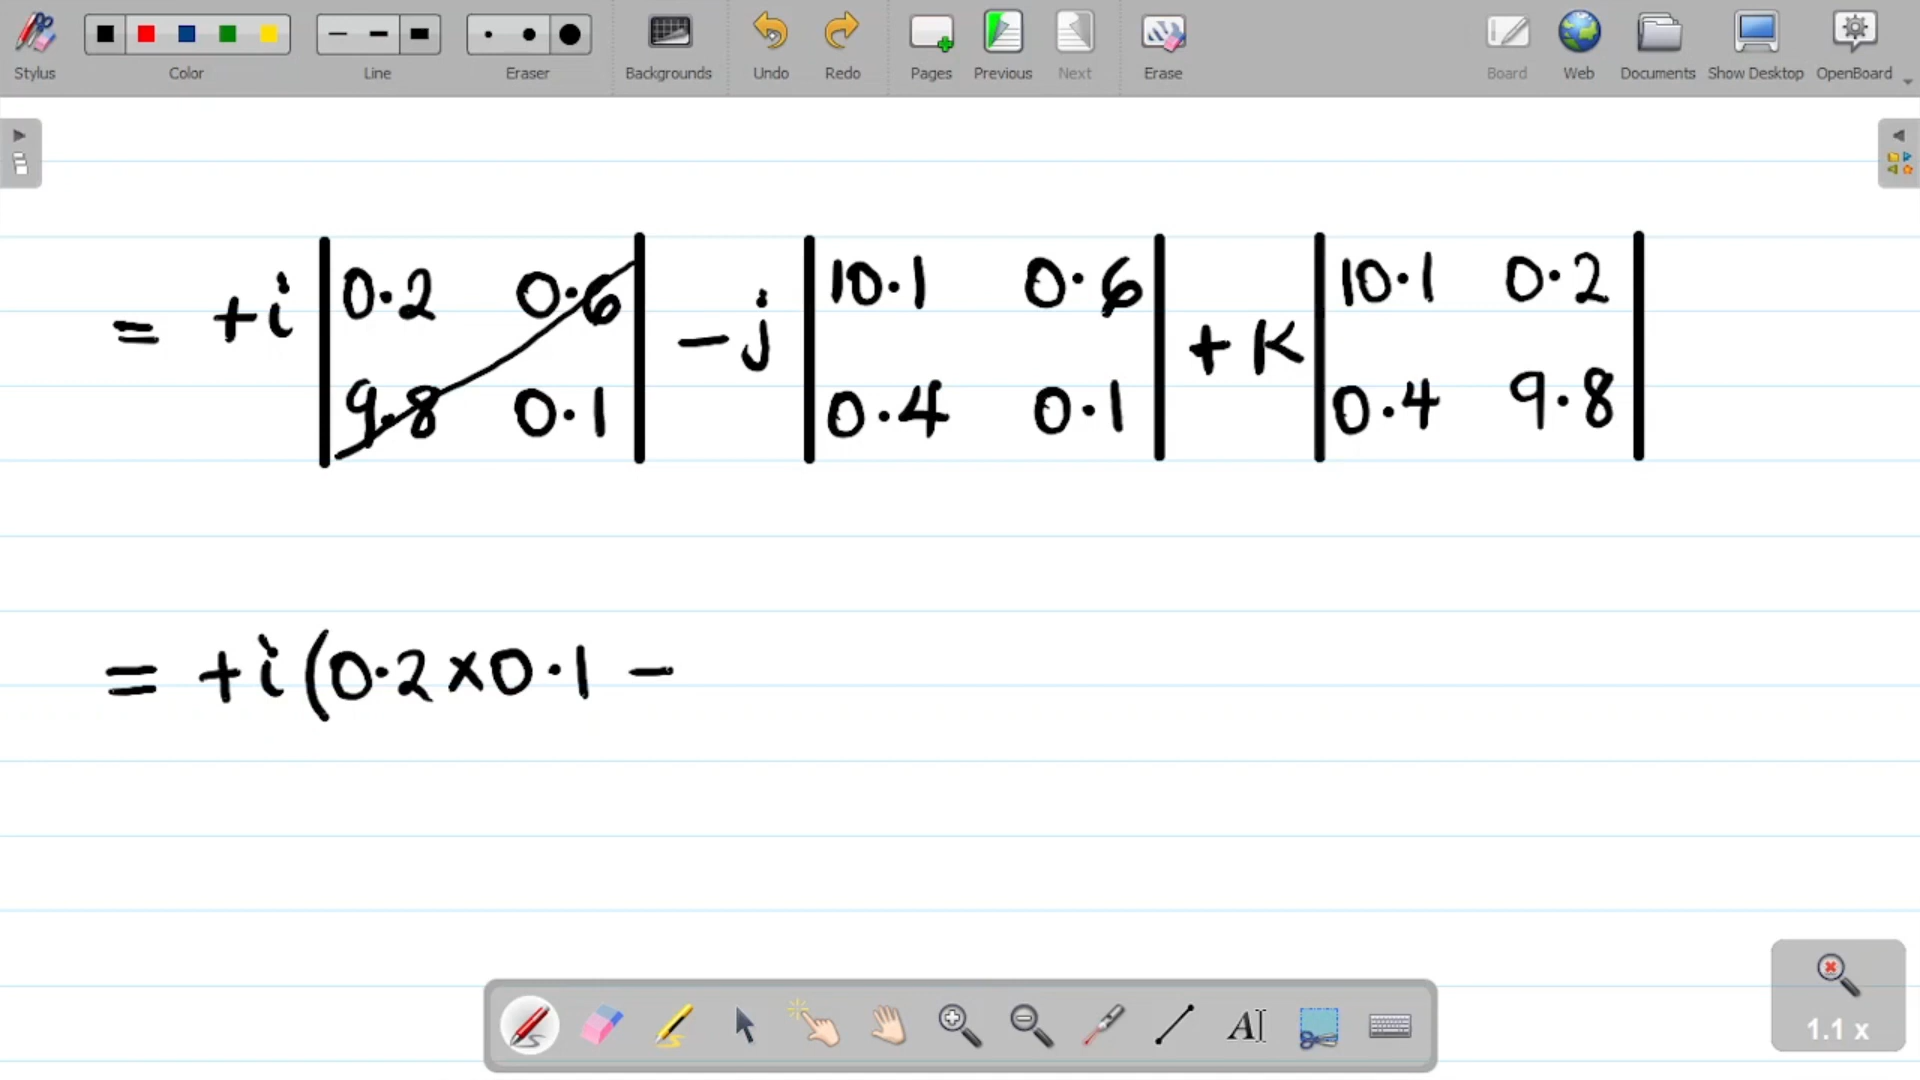 Stylus Color Line Eraser Backgrounds Undo Redo Pages Previous Next Erase Board Web Documents Show Desktop OpenBoard
= +i |0.2 0.6| -j |10.1 0.6| +K |10.1 0.2|
|9.8 0.1| |0.4 0.1| |0.4 9.8|
= +i (0.2×0.1 -
AI
1.1 x